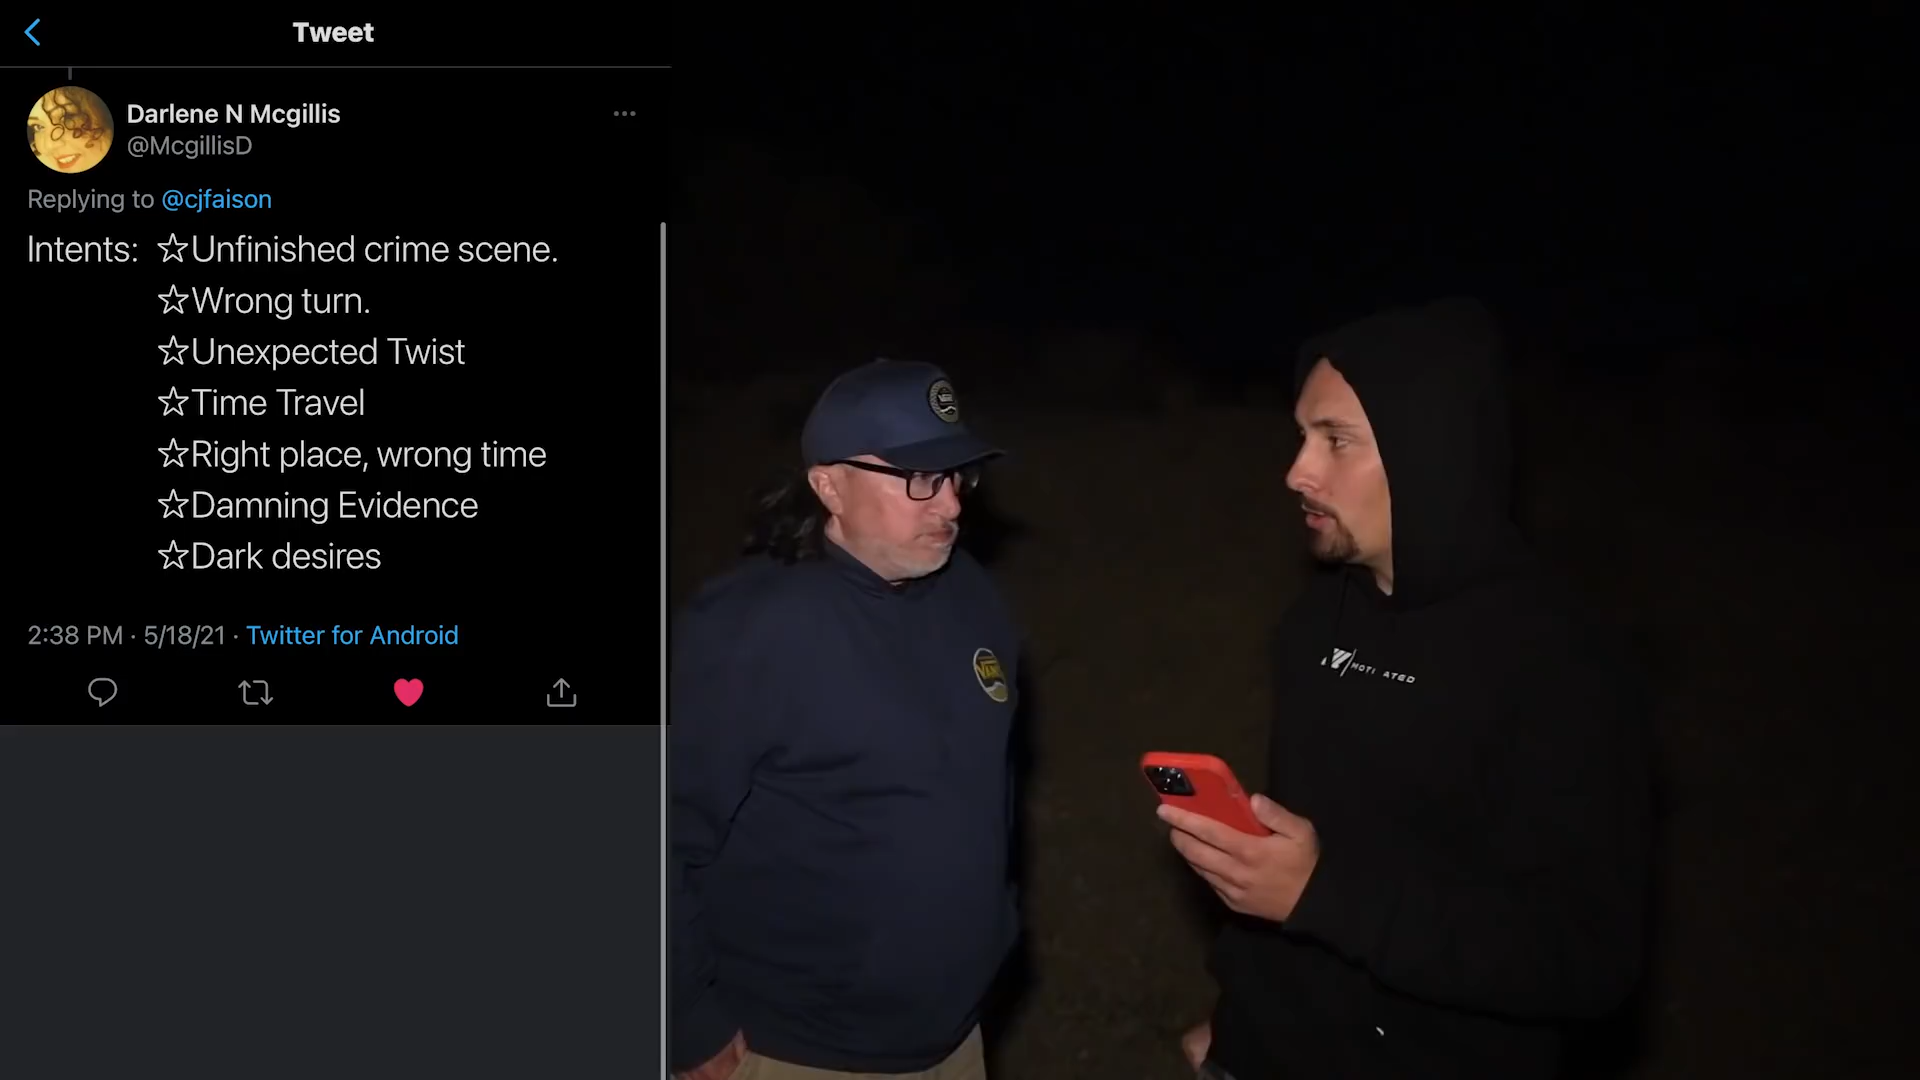 Tweet
Darlene N Mcgillis
@McgillisD
Replying to @cjfaison
Intents: ☆Unfinished crime scene.
☆Wrong turn.
☆Unexpected Twist
☆Time Travel
☆Right place, wrong time
☆Damning Evidence
☆Dark desires
2:38 PM · 5/18/21 · Twitter for Android
VANS